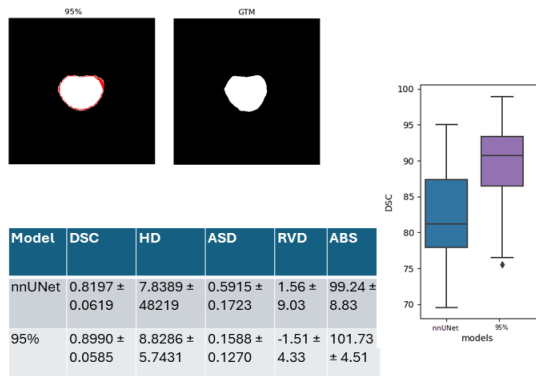 95%
GTM
Model DSC HD ASD RVD ABS
nnUNet 0.8197 ± 7.8389 ± 0.5915 ± 1.56 ± 99.24 ±
0.0619 48219 0.1723 9.03 8.83
95% 0.8990 ± 8.8286 ± 0.1588 ± -1.51 ± 101.73
0.0585 5.7431 0.1270 4.33 ± 4.51
100
95
90
85
80
75
70
DSC
nnUNet
95%
models